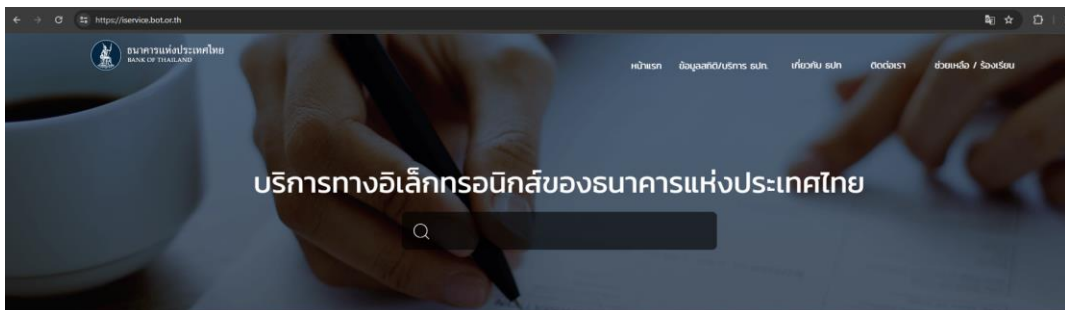 https://iservice.bot.or.th
ธนาคารแห่งประเทศไทย
BANK OF THAILAND
หน้าแรก ข้อมูลสถิติ/บริการ ธปท. เกี่ยวกับ ธปท ติดต่อเรา ช่วยเหลือ / ร้องเรียน
บริการทางอิเล็กทรอนิกส์ของธนาคารแห่งประเทศไทย